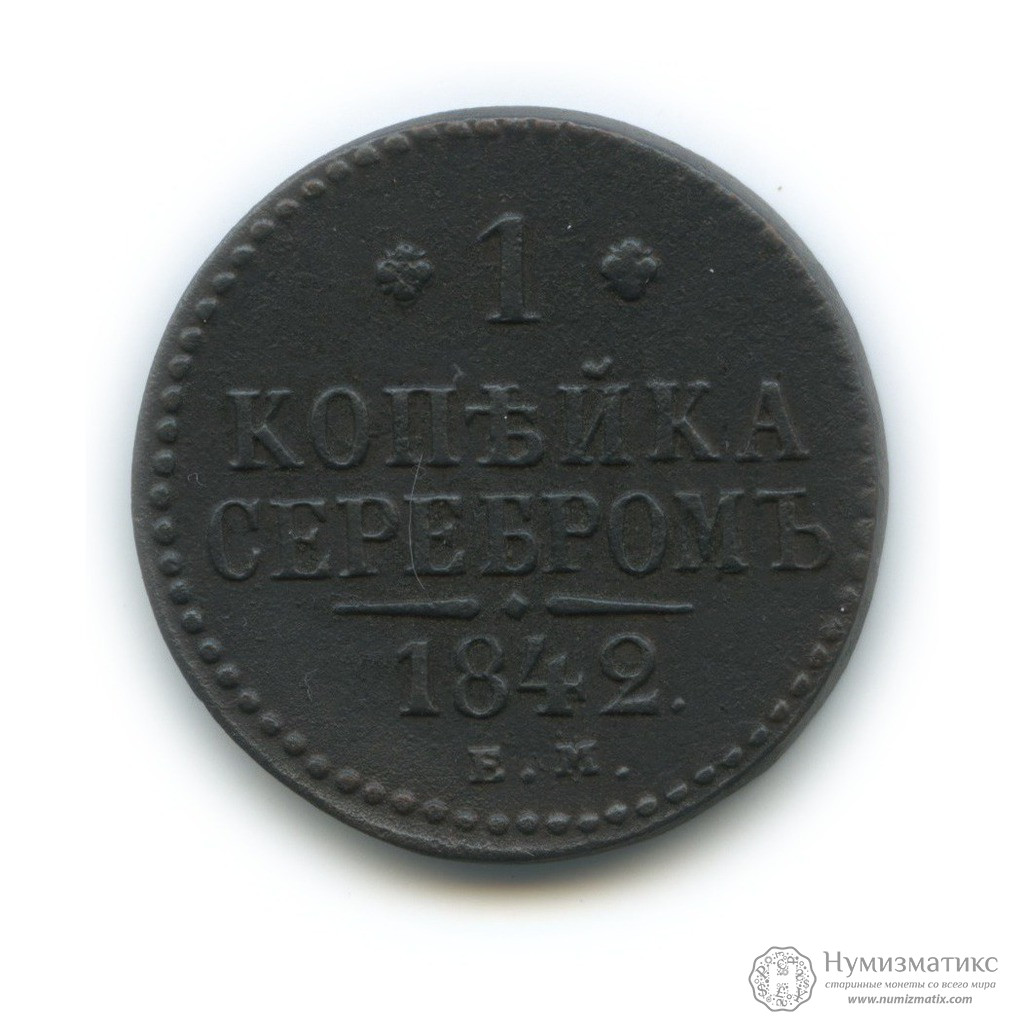 1
КОПѢЙКА
СЕРЕБРОМЪ
1842.
Е.М.
Нумизматикс
старинные монеты со всего мира
www.numizmatix.com